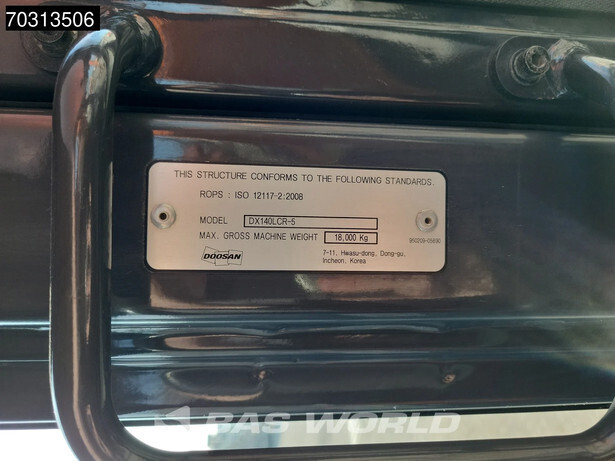 70313506
THIS STRUCTURE CONFORMS TO THE FOLLOWING STANDARDS.
ROPS : ISO 12117-2:2008
MODEL DX140LCR-5
MAX. GROSS MACHINE WEIGHT 18,000 Kg
DOOSAN
7-11, Hwasu-dong, Dong-gu,
Incheon, Korea
BAS WORLD